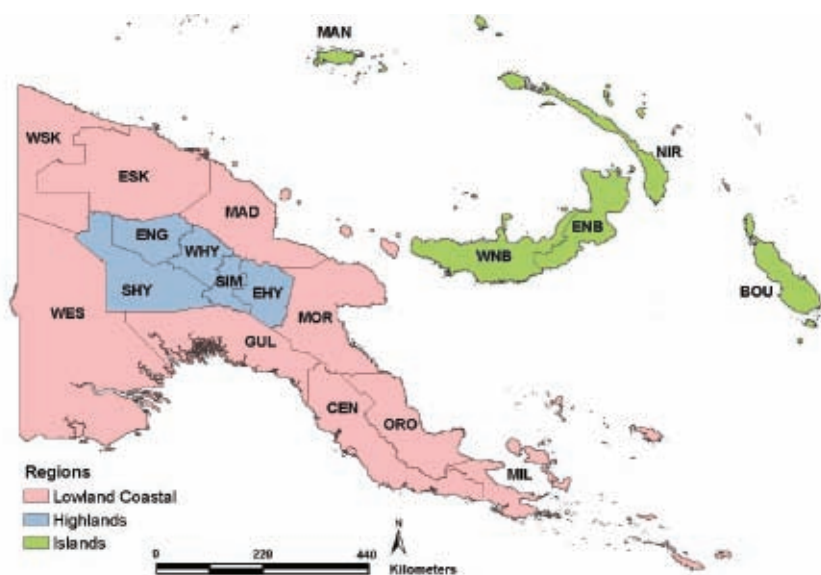 MAN
WSK
NIR
ESK
MAD
ENG
WHY
WNB
ENB
SIM
EHY
SHY
BOU
WES
MOR
GUL
CEN
ORO
MIL
Regions
Lowland Coastal
Highlands
Islands
N
0 220 440
Kilometers